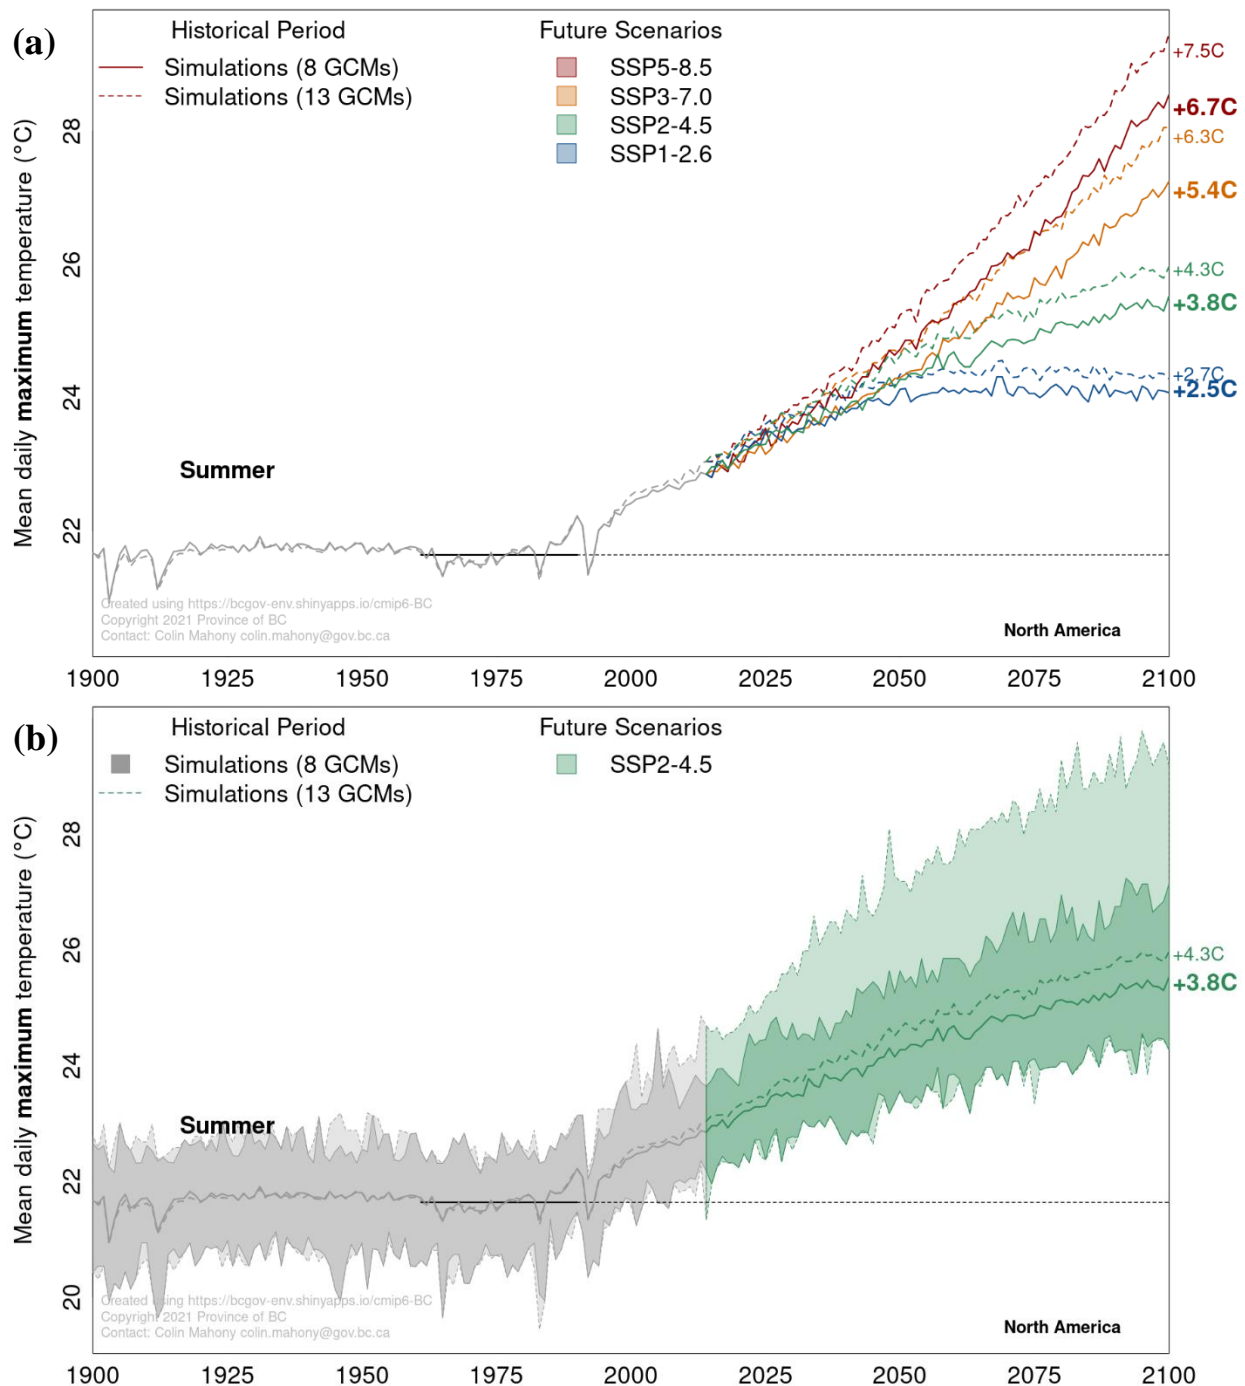 (a)
Historical Period
Future Scenarios
Simulations (8 GCMs)
Simulations (13 GCMs)
SSP5-8.5
SSP3-7.0
SSP2-4.5
SSP1-2.6
+7.5C
+6.7C
+6.3C
+5.4C
+4.3C
+3.8C
+2.7C
+2.5C
Mean daily maximum temperature (°C)
28
26
24
22
Summer
Created using https://bcgov-env.shinyapps.io/cmip6-BC
Copyright 2021 Province of BC
Contact: Colin Mahony colin.mahony@gov.bc.ca
North America
1900 1925 1950 1975 2000 2025 2050 2075 2100
(b)
Historical Period
Future Scenarios
Simulations (8 GCMs)
Simulations (13 GCMs)
SSP2-4.5
+4.3C
+3.8C
Mean daily maximum temperature (°C)
28
26
24
22
20
Summer
Created using https://bcgov-env.shinyapps.io/cmip6-BC
Copyright 2021 Province of BC
Contact: Colin Mahony colin.mahony@gov.bc.ca
North America
1900 1925 1950 1975 2000 2025 2050 2075 2100